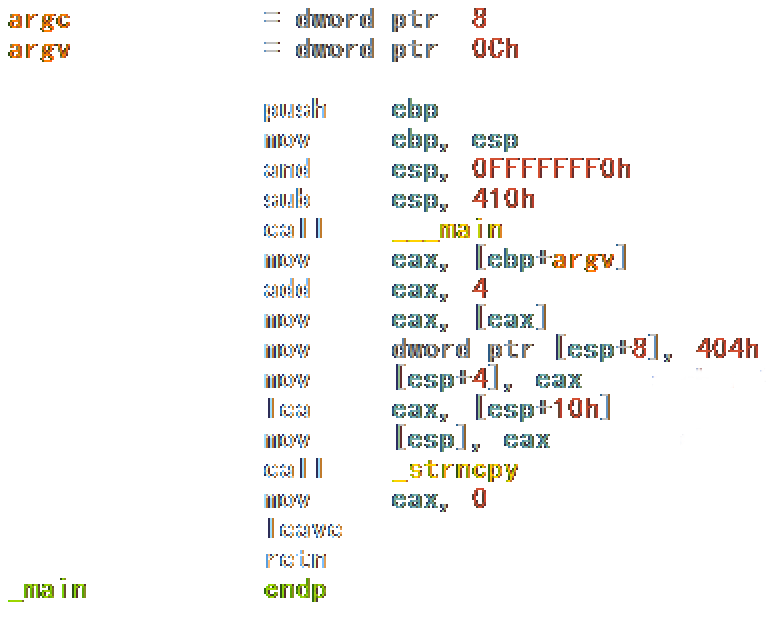 argc = dword ptr 8
argv = dword ptr 0Ch
push ebp
mov ebp, esp
and esp, 0FFFFFFF0h
sub esp, 410h
call ___main
mov eax, [ebp+argv]
add eax, 4
mov eax, [eax]
mov dword ptr [esp+8], 404h
mov [esp+4], eax
lea eax, [esp+10h]
mov [esp], eax
call _strncpy
mov eax, 0
leave
retn
_main endp